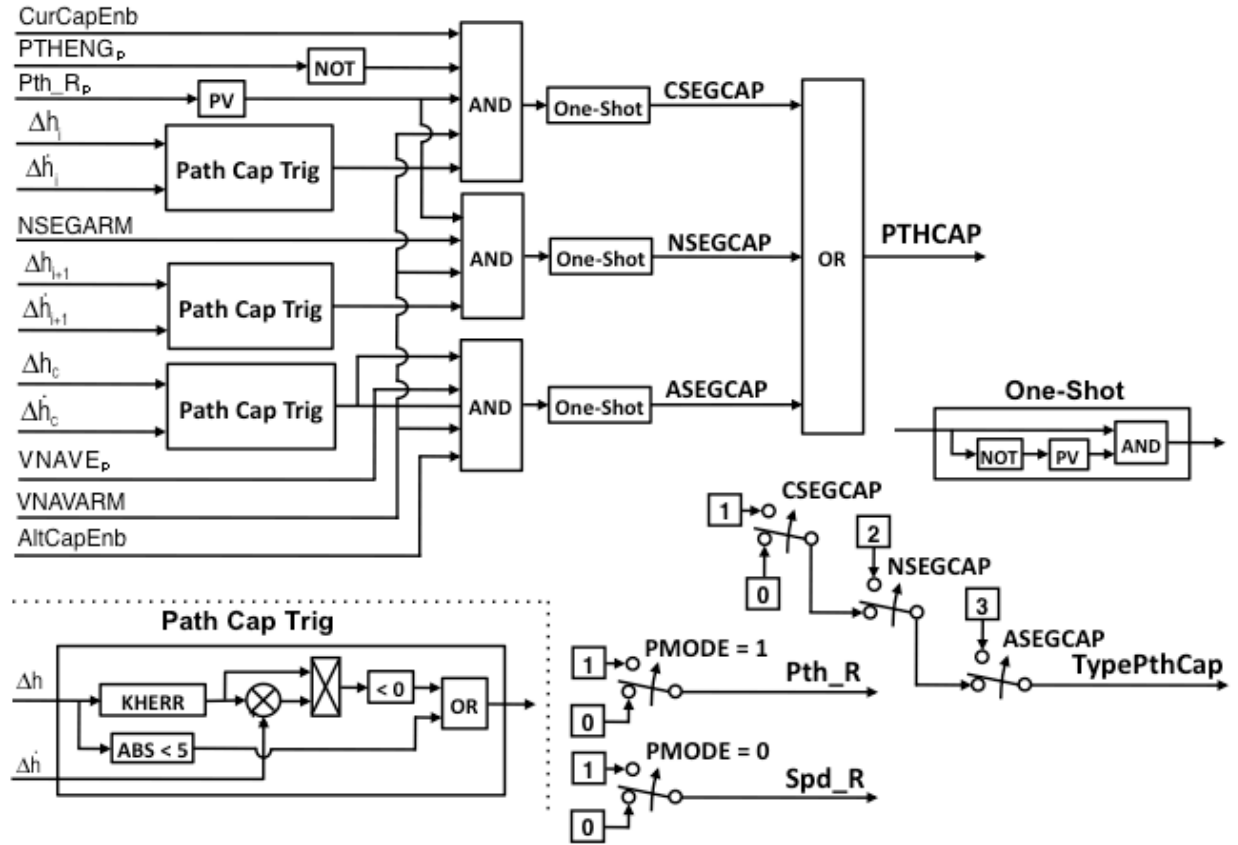 CurCapEnb
PTHENGₚ
NOT
Pth_Rₚ
PV
Δhᵢ
Δḣᵢ
Path Cap Trig
AND
One-Shot
CSEGCAP
NSEGARM
Δhᵢ₊₁
Δḣᵢ₊₁
Path Cap Trig
AND
One-Shot
NSEGCAP
OR
PTHCAP
Δh꜀
Δḣ꜀
Path Cap Trig
AND
One-Shot
ASEGCAP
VNAVEₚ
VNAVARM
AltCapEnb
One-Shot
NOT
PV
AND
CSEGCAP
1
0
2
NSEGCAP
3
ASEGCAP
TypePthCap
Path Cap Trig
Δh
KHERR
< 0
OR
ABS < 5
Δḣ
PMODE = 1
1
0
Pth_R
PMODE = 0
1
0
Spd_R